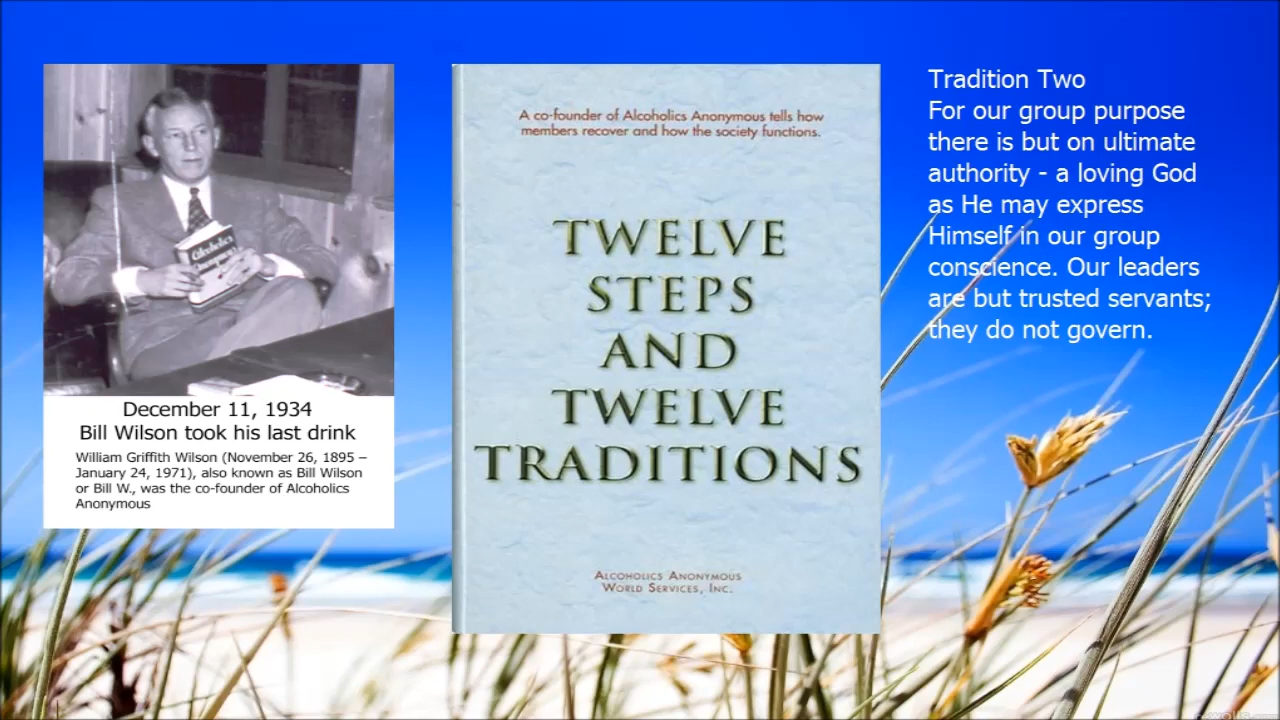 Alcoholics
Anonymous
December 11, 1934
Bill Wilson took his last drink
William Griffith Wilson (November 26, 1895 –
January 24, 1971), also known as Bill Wilson
or Bill W., was the co-founder of Alcoholics
Anonymous
A co-founder of Alcoholics Anonymous tells how
members recover and how the society functions.
TWELVE
STEPS
AND
TWELVE
TRADITIONS
Alcoholics Anonymous
World Services, Inc.
Tradition Two
For our group purpose
there is but on ultimate
authority - a loving God
as He may express
Himself in our group
conscience. Our leaders
are but trusted servants;
they do not govern.